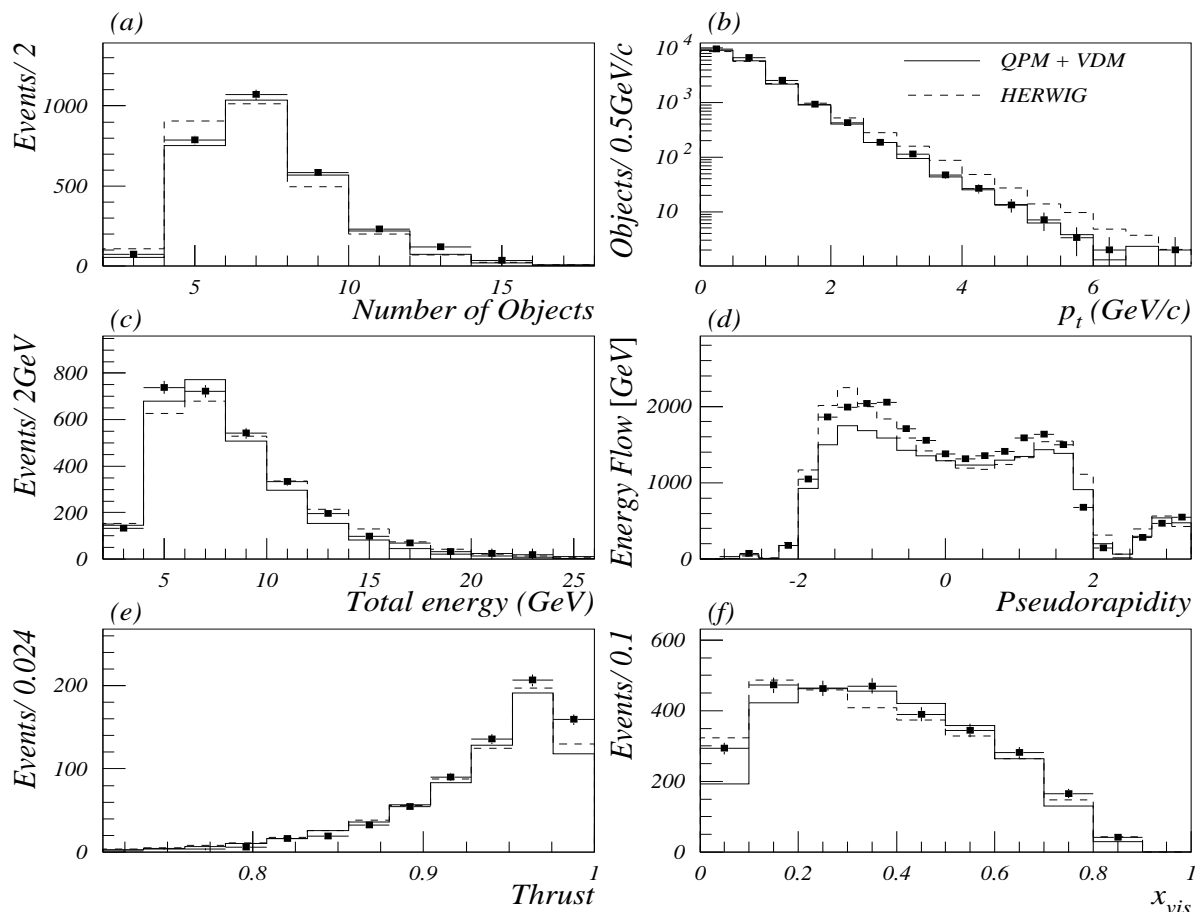 (a)
Events/ 2
1000
500
0
5 10 15
Number of Objects
(b)
Objects/ 0.5GeV/c
10^4
10^3
10^2
10
QPM + VDM
HERWIG
0 2 4 6
p_t (GeV/c)
(c)
Events/ 2GeV
800
600
400
200
0
5 10 15 20 25
Total energy (GeV)
(d)
Energy Flow [GeV]
2000
1000
0
-2 0 2
Pseudorapidity
(e)
Events/ 0.024
200
100
0
0.8 0.9 1
Thrust
(f)
Events/ 0.1
600
400
200
0
0 0.2 0.4 0.6 0.8 1
x_vis